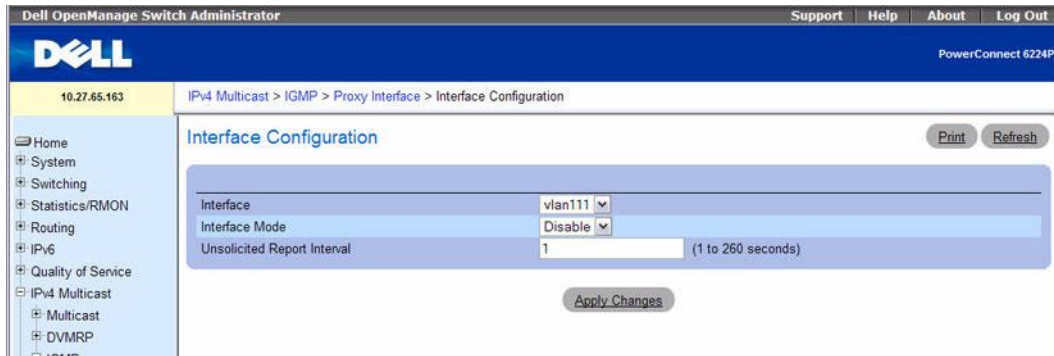 Dell OpenManage Switch Administrator
Support Help About Log Out
DELL
PowerConnect 6224P
10.27.65.163
IPv4 Multicast > IGMP > Proxy Interface > Interface Configuration
Interface Configuration
Print Refresh
Home
System
Switching
Statistics/RMON
Routing
IPv6
Quality of Service
IPv4 Multicast
Multicast
DVMRP
Interface vlan111
Interface Mode Disable
Unsolicited Report Interval 1 (1 to 260 seconds)
Apply Changes